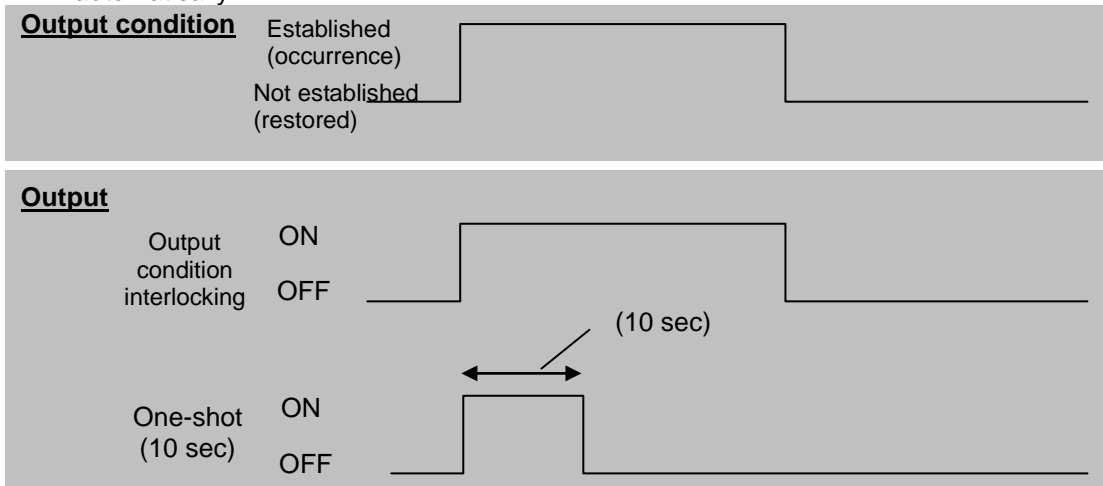 Output condition
Established
(occurrence)
Not established
(restored)
Output
Output
condition
interlocking
ON
OFF
(10 sec)
One-shot
(10 sec)
ON
OFF